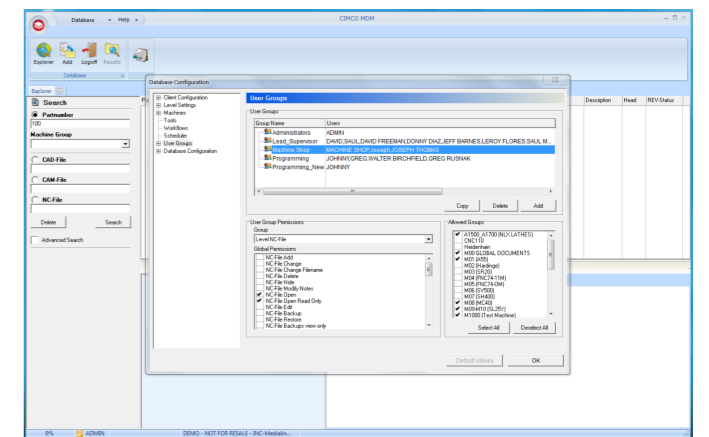 Database
Help
CIMCO MDM
Explorer
Add
Logoff
Results
Database
Explorer
Search
Partnumber
100
Machine Group
CAD-File
CAM-File
NC-File
Delete
Search
Advanced Search
Description
Head
REV-Status
Database Configuration
Client Configuration
Level Settings
Machines
Tools
Workflows
Scheduler
User Groups
Database Configuration
User Groups
User Groups
Group Name Users
Administrators ADMIN
Lead_Supervisor DAVID,SAUL,DAVID FREEMAN,DONNY DIAZ,JEFF BARNES,LEROY FLORES,SAUL M...
Machine Shop MACHINE SHOP,Joseph,JOSEPH THOMAS
Programming JOHNNY,GREG,WALTER BIRCHFIELD,GREG RUSNAK
Programming_New JOHNNY
Copy
Delete
Add
User Group Permissions
Group
Level NC-File
Global Permissions
NC-File Add
NC-File Change
NC-File Change Filename
NC-File Delete
NC-File Hide
NC-File Modify Notes
NC-File Open
NC-File Open Read Only
NC-File Edit
NC-File Backup
NC-File Restore
NC-File Backups view only
Allowed Groups
A1500_A1700 (NLX LATHES)
CNC110
Heidenhain
M00 GLOBAL DOCUMENTS
M01 (A55)
M02 (Hardinge)
M03 (SR20)
M04 (FNC74-11M)
M05 (FNC74-DM)
M06 (SV500)
M07 (SH400)
M08 (MC40)
M09-M10 (SL25Y)
M1000 (Test Machine)
Select All
Deselect All
Default Values
OK
0%
ADMIN
DEMO - NOT FOR RESALE - INC-Medialin...